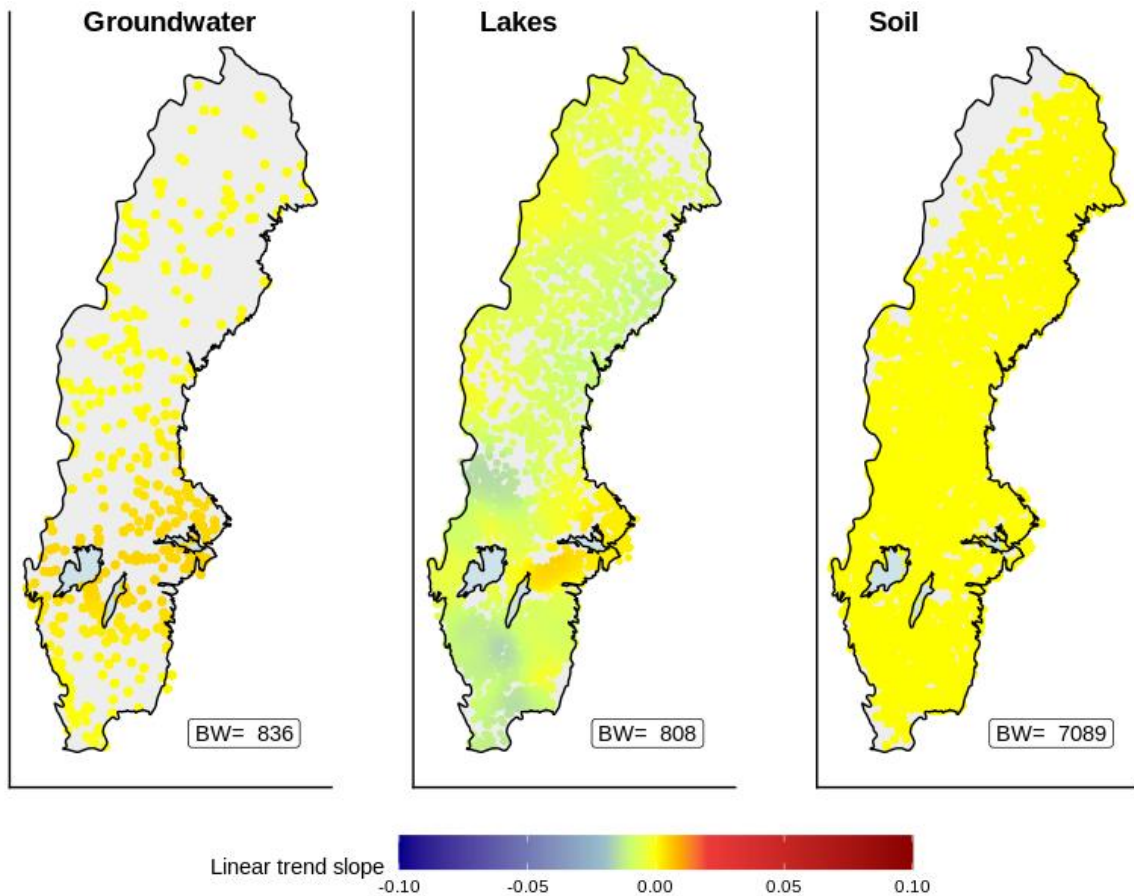 Groundwater
Lakes
Soil
BW= 836
BW= 808
BW= 7089
Linear trend slope
-0.10
-0.05
0.00
0.05
0.10